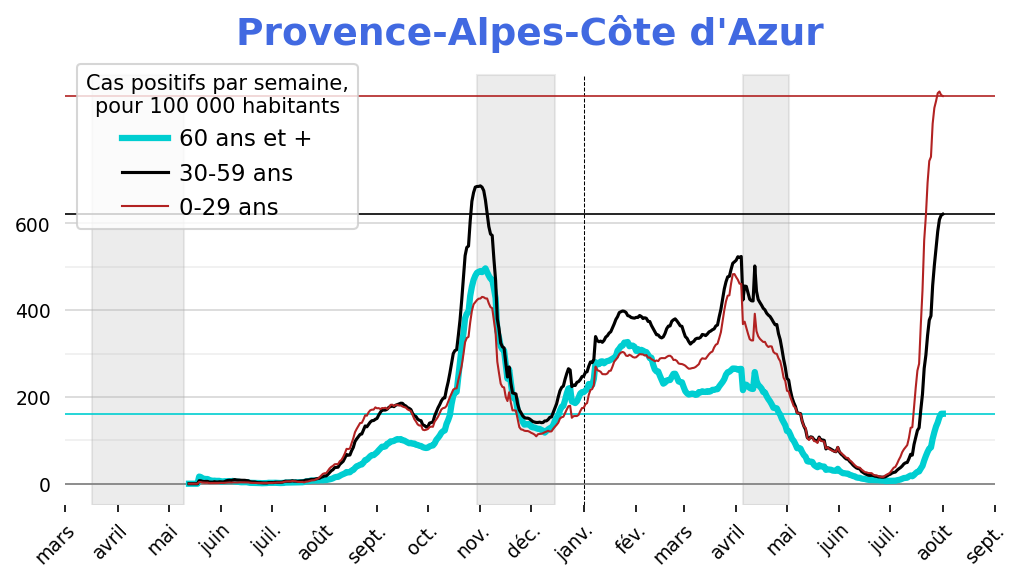 Provence-Alpes-Côte d'Azur
Cas positifs par semaine,
pour 100 000 habitants
60 ans et +
30-59 ans
0-29 ans
600
400
200
0
mars
avril
mai
juin
juil.
août
sept.
oct.
nov.
déc.
janv.
fév.
mars
avril
mai
juin
juil.
août
sept.